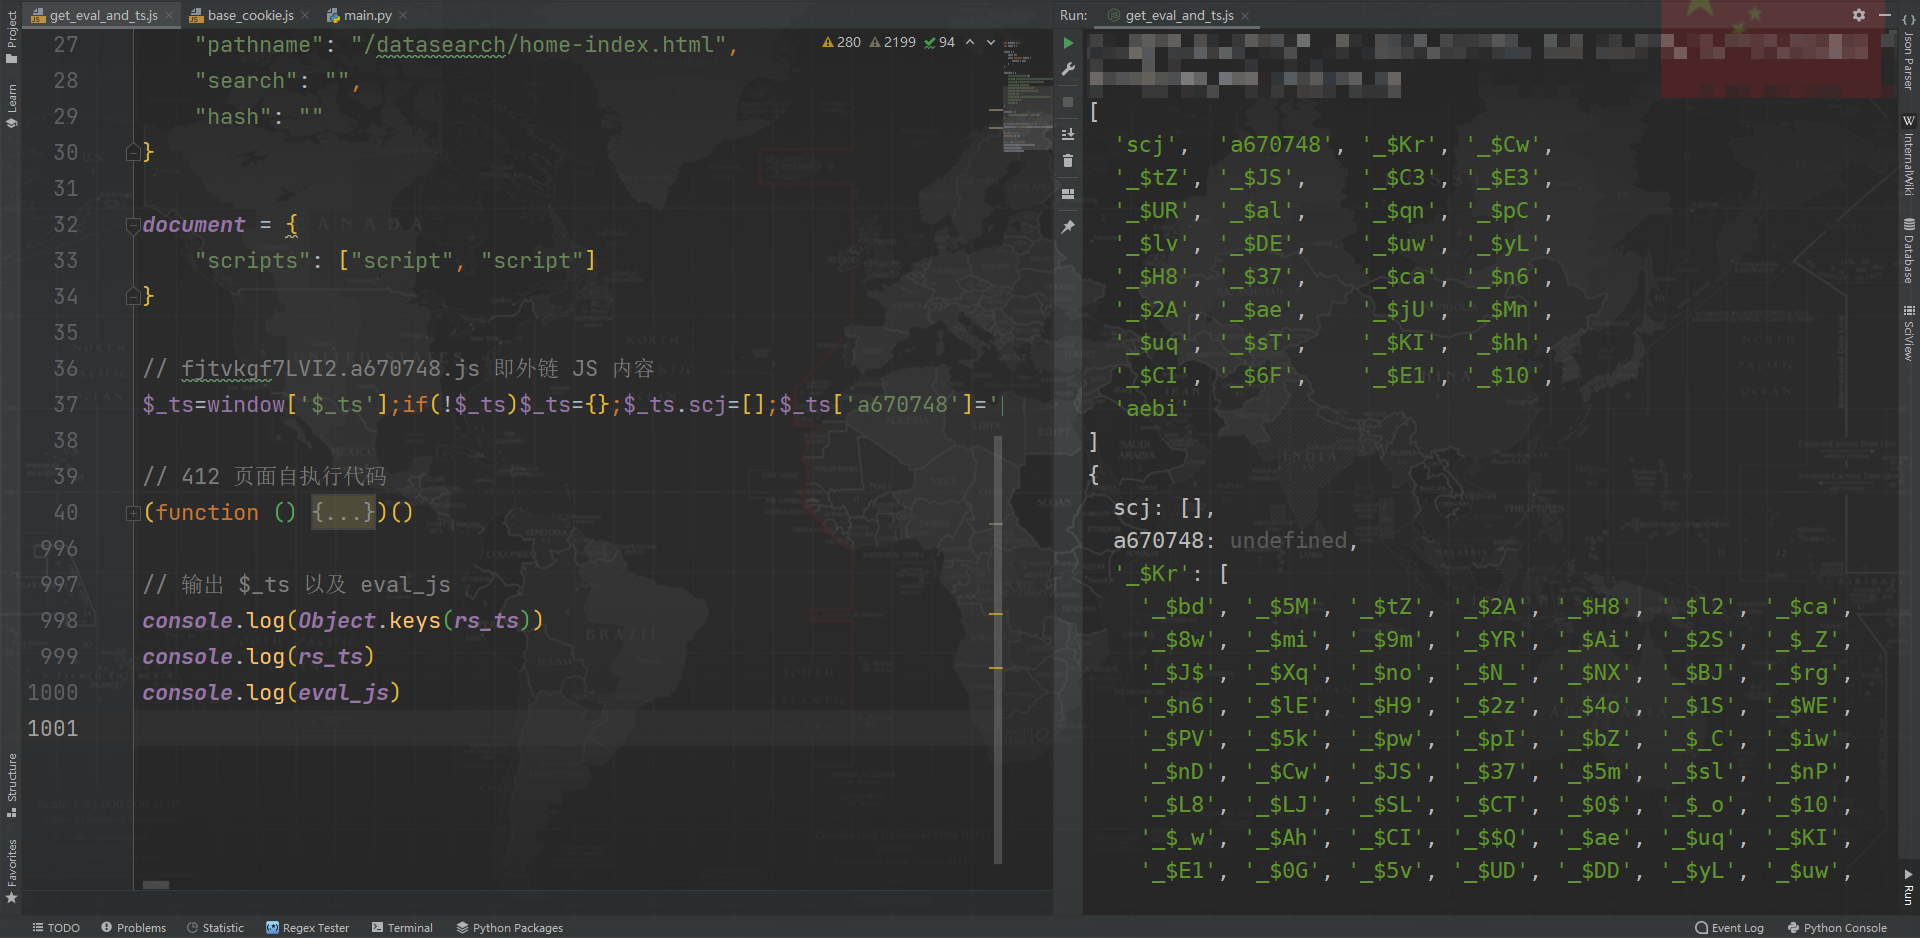 get_eval_and_ts.js
base_cookie.js
main.py
Run:
get_eval_and_ts.js
Project
Learn
Structure
Favorites
280 2199 94
27 "pathname": "/datasearch/home-index.html",
28 "search": "",
29 "hash": ""
30 }
31
32 document = {
33 "scripts": ["script", "script"]
34 }
35
36 // fjtvkgf7LVI2.a670748.js 即外链 JS 内容
37 $_ts=window['$_ts'];if(!$_ts)$_ts={};$_ts.scj=[];$_ts['a670748']='
38
39 // 412 页面自执行代码
40 (function () {...})()
996
997 // 输出 $_ts 以及 eval_js
998 console.log(Object.keys(rs_ts))
999 console.log(rs_ts)
1000 console.log(eval_js)
1001
[
'scj', 'a670748', '_$Kr', '_$Cw',
'_$tZ', '_$JS', '_$C3', '_$E3',
'_$UR', '_$al', '_$qn', '_$pC',
'_$lv', '_$DE', '_$uw', '_$yL',
'_$H8', '_$37', '_$ca', '_$n6',
'_$2A', '_$ae', '_$jU', '_$Mn',
'_$uq', '_$sT', '_$KI', '_$hh',
'_$CI', '_$6F', '_$E1', '_$10',
'aebi'
]
{
scj: [],
a670748: undefined,
'_$Kr': [
'_$bd', '_$5M', '_$tZ', '_$2A', '_$H8', '_$l2', '_$ca',
'_$8w', '_$mi', '_$9m', '_$YR', '_$Ai', '_$2S', '_$_Z',
'_$J$', '_$Xq', '_$no', '_$N_', '_$NX', '_$BJ', '_$rg',
'_$n6', '_$lE', '_$H9', '_$2z', '_$4o', '_$1S', '_$WE',
'_$PV', '_$5k', '_$pw', '_$pI', '_$bZ', '_$_C', '_$iw',
'_$nD', '_$Cw', '_$JS', '_$37', '_$5m', '_$sl', '_$nP',
'_$L8', '_$LJ', '_$SL', '_$CT', '_$0$', '_$_o', '_$10',
'_$_w', '_$Ah', '_$CI', '_$$Q', '_$ae', '_$uq', '_$KI',
'_$E1', '_$0G', '_$5v', '_$UD', '_$DD', '_$yL', '_$uw',
Json Parser
InternalWiki
Database
SciView
Run
TODO
Problems
Statistic
Regex Tester
Terminal
Python Packages
Event Log
Python Console